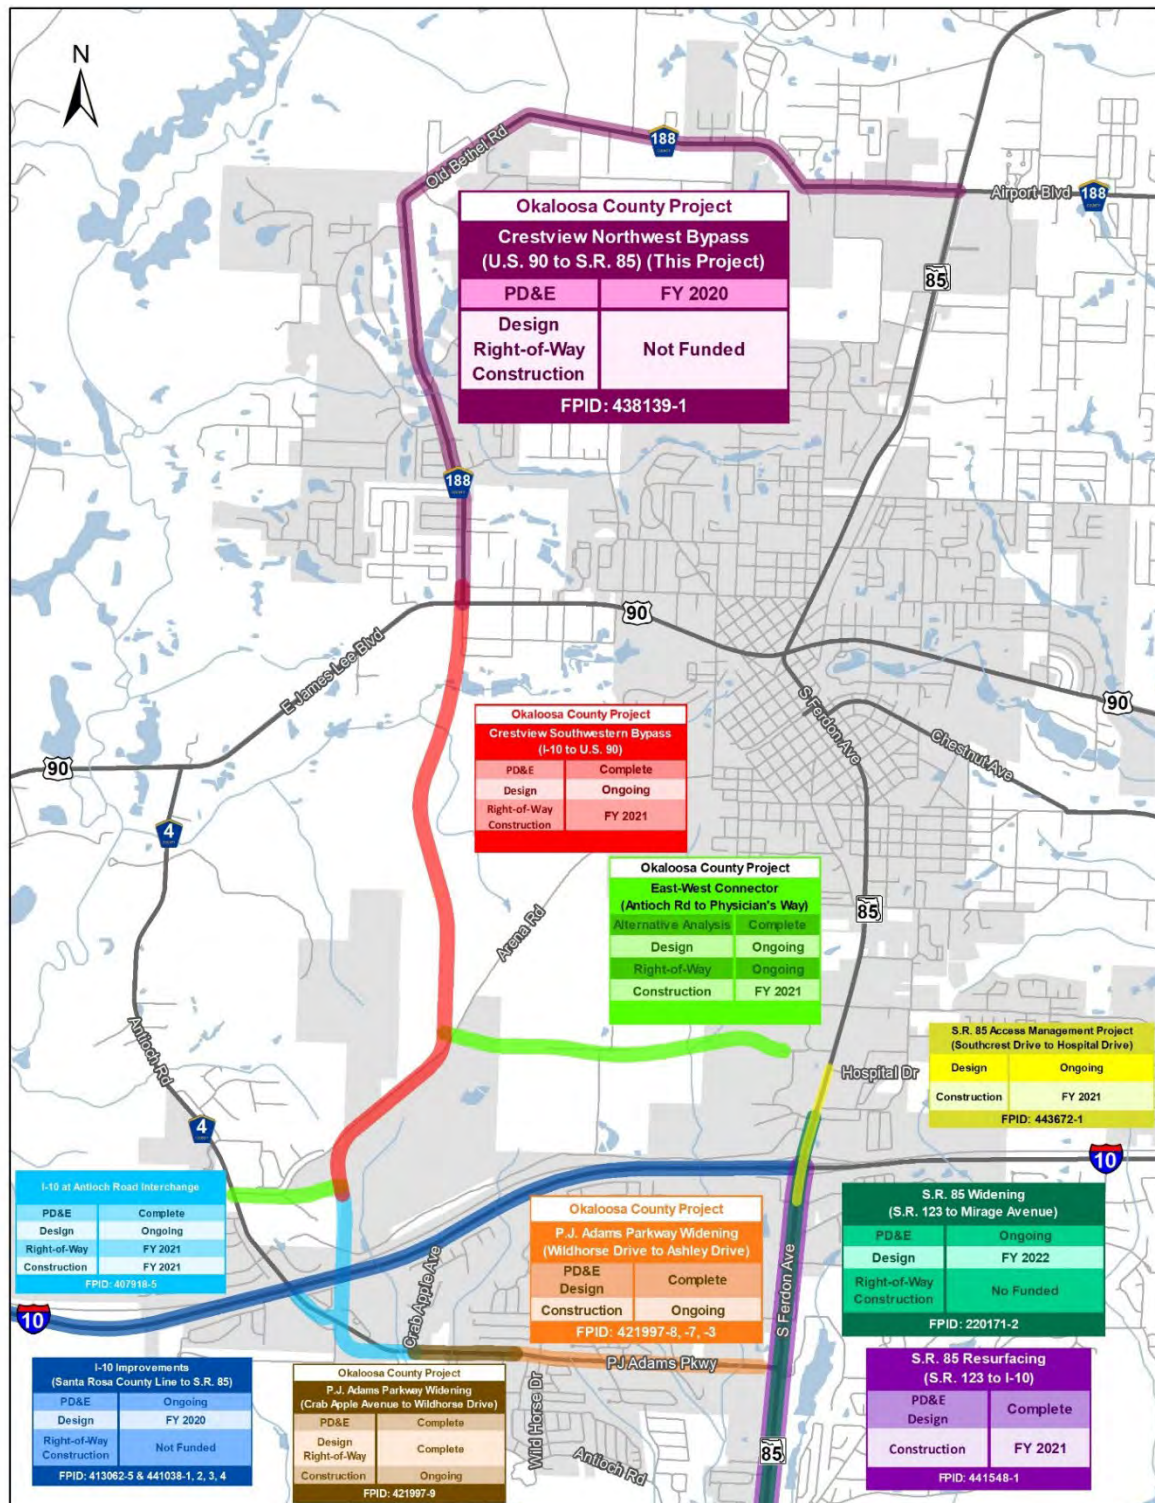 N
Old Bethel Rd
188
COUNTY
Airport Blvd
188
COUNTY
85
Okaloosa County Project
Crestview Northwest Bypass
(U.S. 90 to S.R. 85) (This Project)
PD&E FY 2020
Design
Right-of-Way
Construction
Not Funded
FPID: 438139-1
188
COUNTY
90
E James Lee Blvd
90
90
S Ferdon Ave
Chestnut Ave
4
COUNTY
Okaloosa County Project
Crestview Southwestern Bypass
(I-10 to U.S. 90)
PD&E Complete
Design Ongoing
Right-of-Way
Construction
FY 2021
Okaloosa County Project
East-West Connector
(Antioch Rd to Physician's Way)
Alternative Analysis Complete
Design Ongoing
Right-of-Way Ongoing
Construction FY 2021
85
Arena Rd
Antioch Rd
4
COUNTY
Hospital Dr
S.R. 85 Access Management Project
(Southcrest Drive to Hospital Drive)
Design Ongoing
Construction FY 2021
FPID: 443672-1
10
I-10 at Antioch Road Interchange
PD&E Complete
Design Ongoing
Right-of-Way FY 2021
Construction FY 2021
FPID: 407918-5
10
Crab Apple Ave
Okaloosa County Project
P.J. Adams Parkway Widening
(Wildhorse Drive to Ashley Drive)
PD&E
Design
Complete
Construction Ongoing
FPID: 421997-8, -7, -3
S Ferdon Ave
S.R. 85 Widening
(S.R. 123 to Mirage Avenue)
PD&E Ongoing
Design FY 2022
Right-of-Way
Construction
No Funded
FPID: 220171-2
PJ Adams Pkwy
I-10 Improvements
(Santa Rosa County Line to S.R. 85)
PD&E Ongoing
Design FY 2020
Right-of-Way
Construction
Not Funded
FPID: 413062-5 & 441038-1, 2, 3, 4
Okaloosa County Project
P.J. Adams Parkway Widening
(Crab Apple Avenue to Wildhorse Drive)
PD&E Complete
Design
Right-of-Way
Complete
Construction Ongoing
FPID: 421997-9
Wild Horse Dr
Antioch Rd
85
S.R. 85 Resurfacing
(S.R. 123 to I-10)
PD&E
Design
Complete
Construction FY 2021
FPID: 441548-1